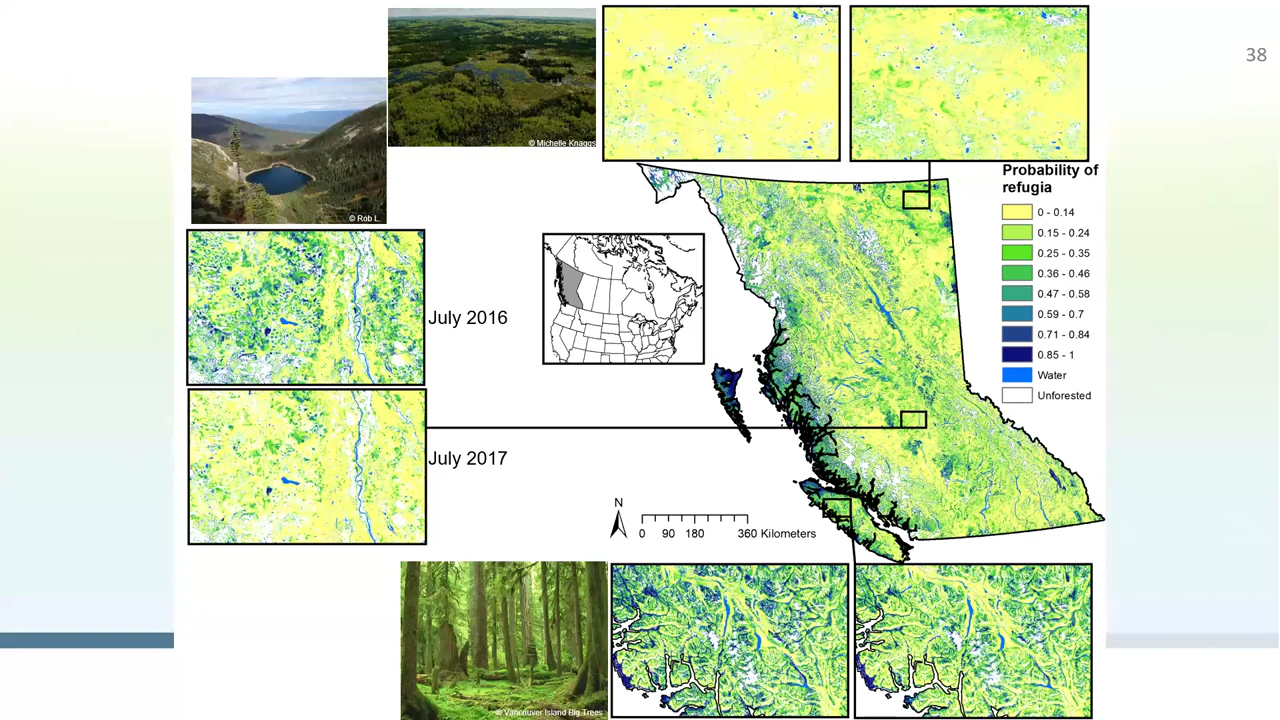 38
© Michelle Knaggs
© Rob L.
Probability of
refugia
0 - 0.14
0.15 - 0.24
0.25 - 0.35
0.36 - 0.46
0.47 - 0.58
0.59 - 0.7
0.71 - 0.84
0.85 - 1
Water
Unforested
July 2016
July 2017
N
0 90 180 360 Kilometers
© Vancouver Island Big Trees